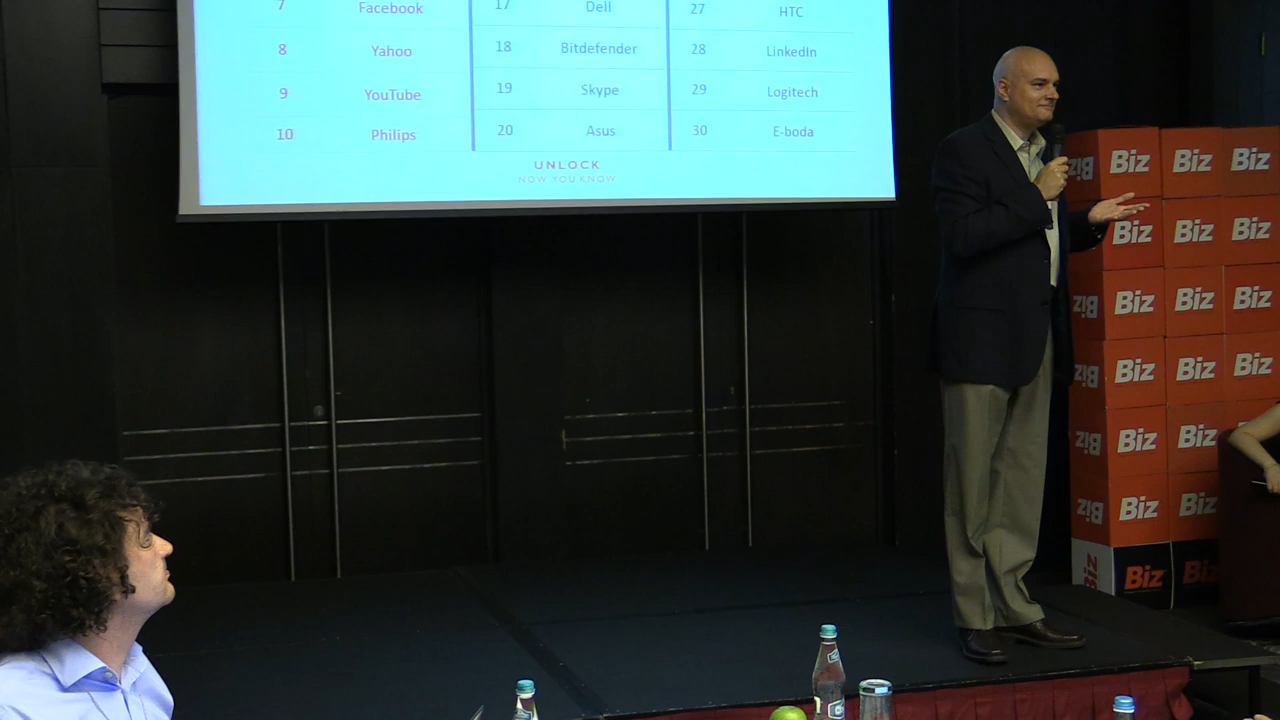 7 Facebook 17 Dell 27 HTC
8 Yahoo 18 Bitdefender 28 LinkedIn
9 YouTube 19 Skype 29 Logitech
10 Philips 20 Asus 30 E-boda
UNLOCK
NOW YOU KNOW
Biz Biz Biz Biz
Biz Biz Biz
Biz Biz Biz Biz
Biz Biz Biz Biz
Biz Biz Biz
Biz Biz Biz
Biz Biz Biz